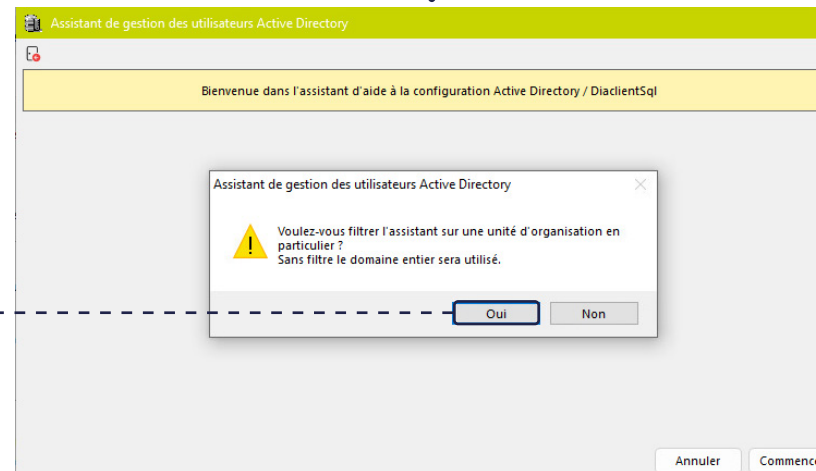 Assistant de gestion des utilisateurs Active Directory
Bienvenue dans l'assistant d'aide à la configuration Active Directory / DiaclientSql
Assistant de gestion des utilisateurs Active Directory
Voulez-vous filtrer l'assistant sur une unité d'organisation en
particulier ?
Sans filtre le domaine entier sera utilisé.
Oui Non
Annuler Commence